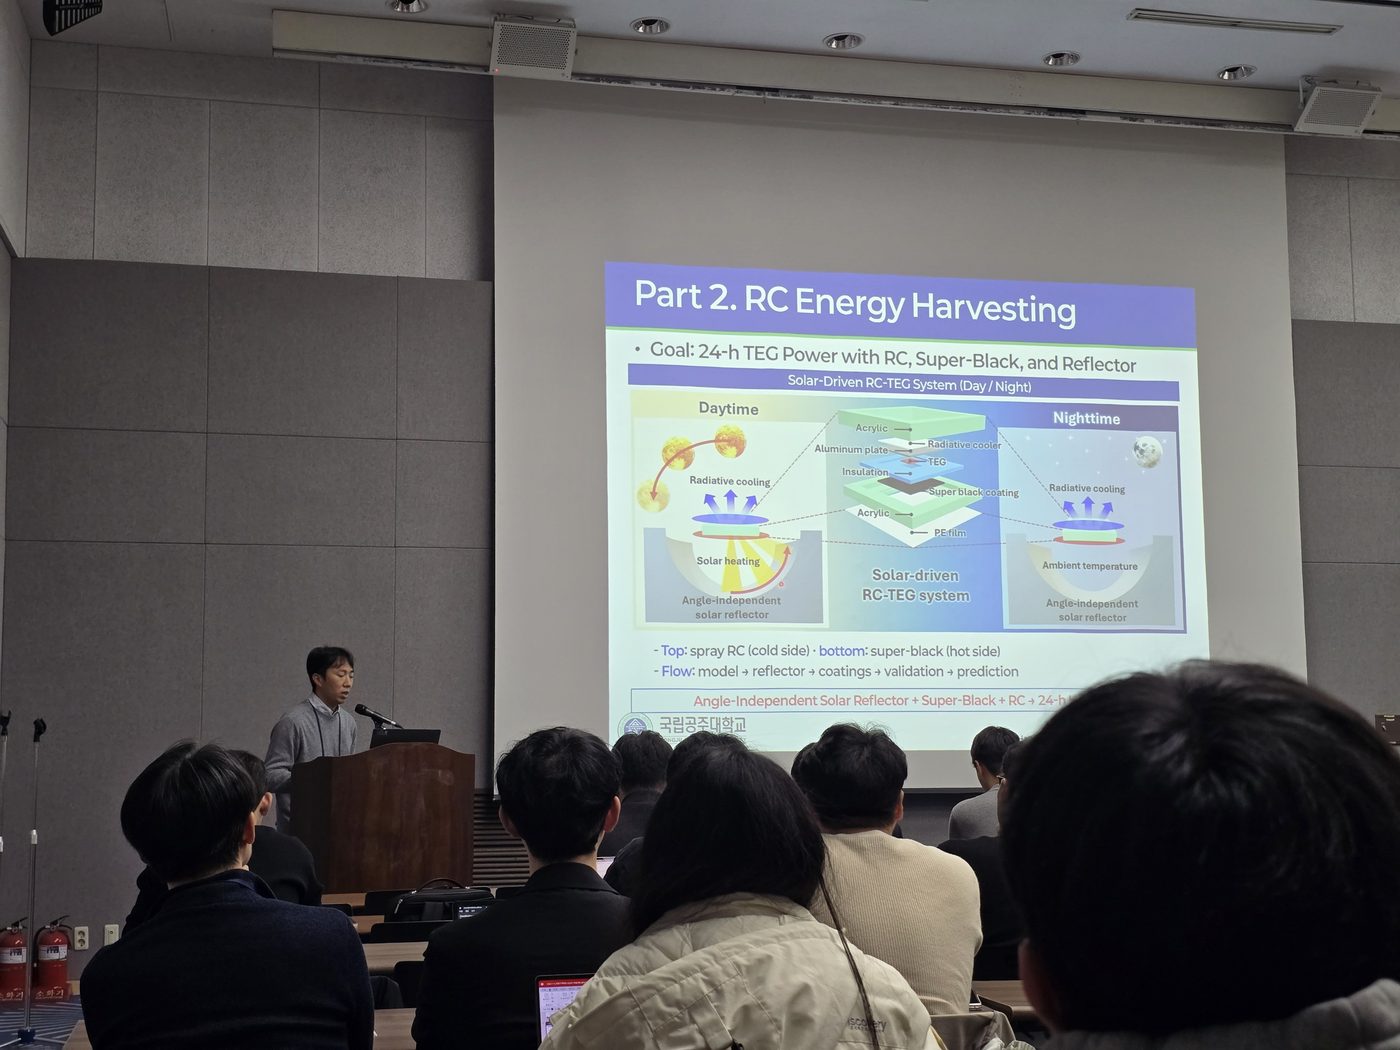 Part 2. RC Energy Harvesting
• Goal: 24-h TEG Power with RC, Super-Black, and Reflector
Solar-Driven RC-TEG System (Day / Night)
Daytime
Radiative cooling
Solar heating
Angle-independent
solar reflector
Acrylic
Radiative cooler
Aluminum plate
TEG
Insulation
Super black coating
Acrylic
PE film
Solar-driven
RC-TEG system
Nighttime
Radiative cooling
Ambient temperature
Angle-independent
solar reflector
- Top: spray RC (cold side) · bottom: super-black (hot side)
- Flow: model → reflector → coatings → validation → prediction
Angle-Independent Solar Reflector + Super-Black + RC → 24-h
국립공주대학교
소화기